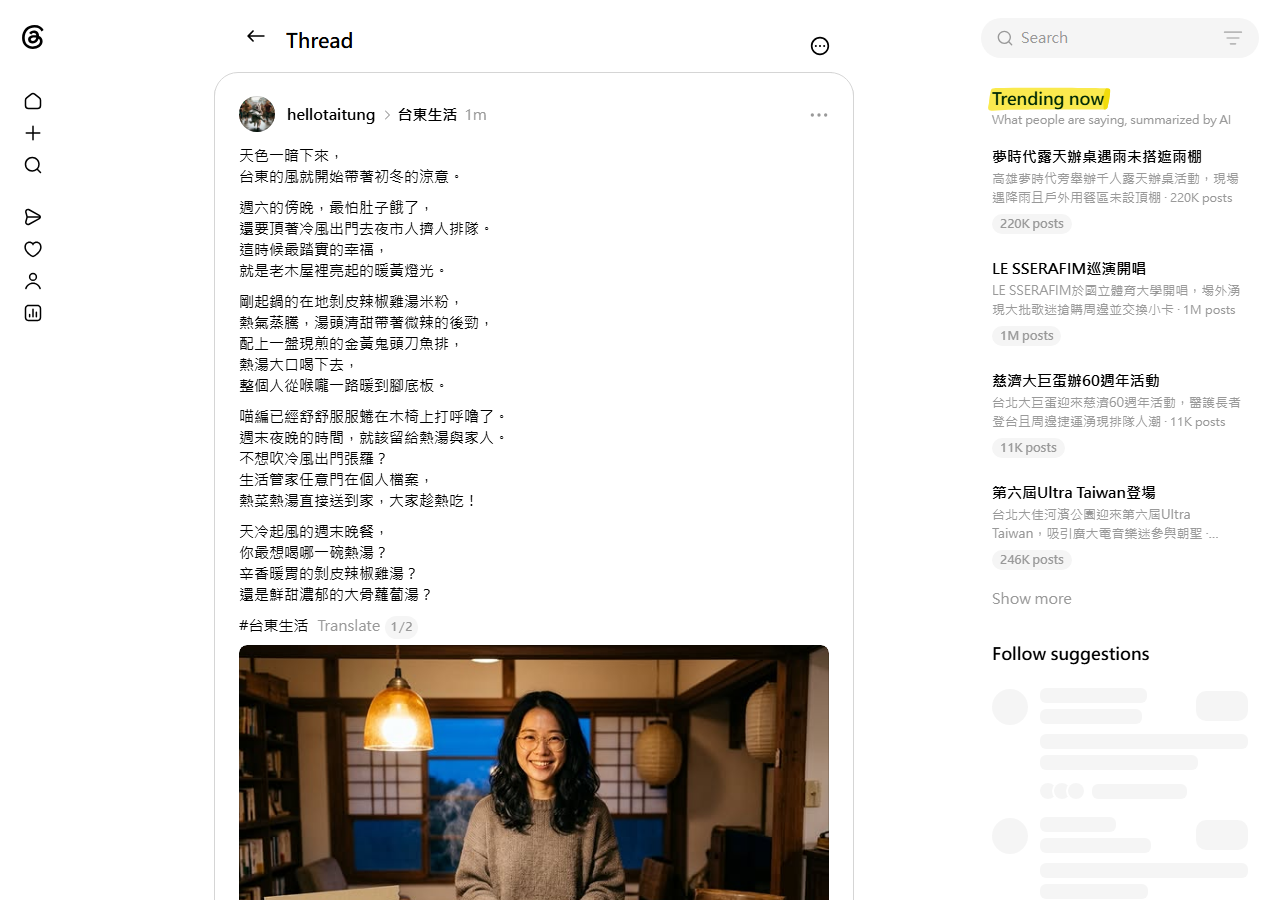 Thread
hellotaitung > 台東生活 1m
天色一暗下來，
台東的風就開始帶著初冬的涼意。
週六的傍晚，最怕肚子餓了，
還要頂著冷風出門去夜市人擠人排隊。
這時候最踏實的幸福，
就是老木屋裡亮起的暖黃燈光。
剛起鍋的在地剝皮辣椒雞湯米粉，
熱氣蒸騰，湯頭清甜帶著微辣的後勁，
配上一盤現煎的金黃鬼頭刀魚排，
熱湯大口喝下去，
整個人從喉嚨一路暖到腳底板。
喵編已經舒舒服服蜷在木椅上打呼嚕了。
週末夜晚的時間，就該留給熱湯與家人。
不想吹冷風出門張羅？
生活管家任意門在個人檔案，
熱菜熱湯直接送到家，大家趁熱吃！
天冷起風的週末晚餐，
你最想喝哪一碗熱湯？
辛香暖胃的剝皮辣椒雞湯？
還是鮮甜濃郁的大骨蘿蔔湯？
#台東生活 Translate 1/2
Search
Trending now
What people are saying, summarized by AI
夢時代露天辦桌遇雨未搭遮雨棚
高雄夢時代旁舉辦千人露天辦桌活動，現場
遇降雨且戶外用餐區未設頂棚 · 220K posts
220K posts
LE SSERAFIM巡演開唱
LE SSERAFIM於國立體育大學開唱，場外湧
現大批歌迷搶購周邊並交換小卡 · 1M posts
1M posts
慈濟大巨蛋辦60週年活動
台北大巨蛋迎來慈濟60週年活動，醫護長者
登台且周邊捷運湧現排隊人潮 · 11K posts
11K posts
第六屆Ultra Taiwan登場
台北大佳河濱公園迎來第六屆Ultra
Taiwan，吸引廣大電音樂迷參與朝聖 ·...
246K posts
Show more
Follow suggestions